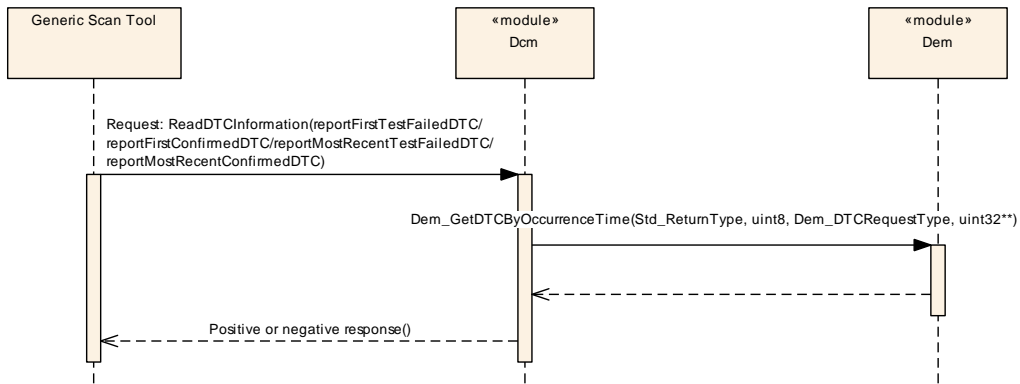 Generic Scan Tool
«module»
Dcm
«module»
Dem
Request: ReadDTCInformation(reportFirstTestFailedDTC/
reportFirstConfirmedDTC/reportMostRecentTestFailedDTC/
reportMostRecentConfirmedDTC)
Dem_GetDTCByOccurrenceTime(Std_ReturnType, uint8, Dem_DTCRequestType, uint32**)
Positive or negative response()